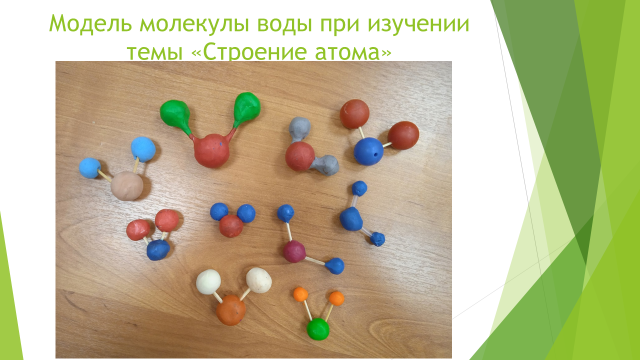 Модель молекулы воды при изучении
темы «Строение атома»